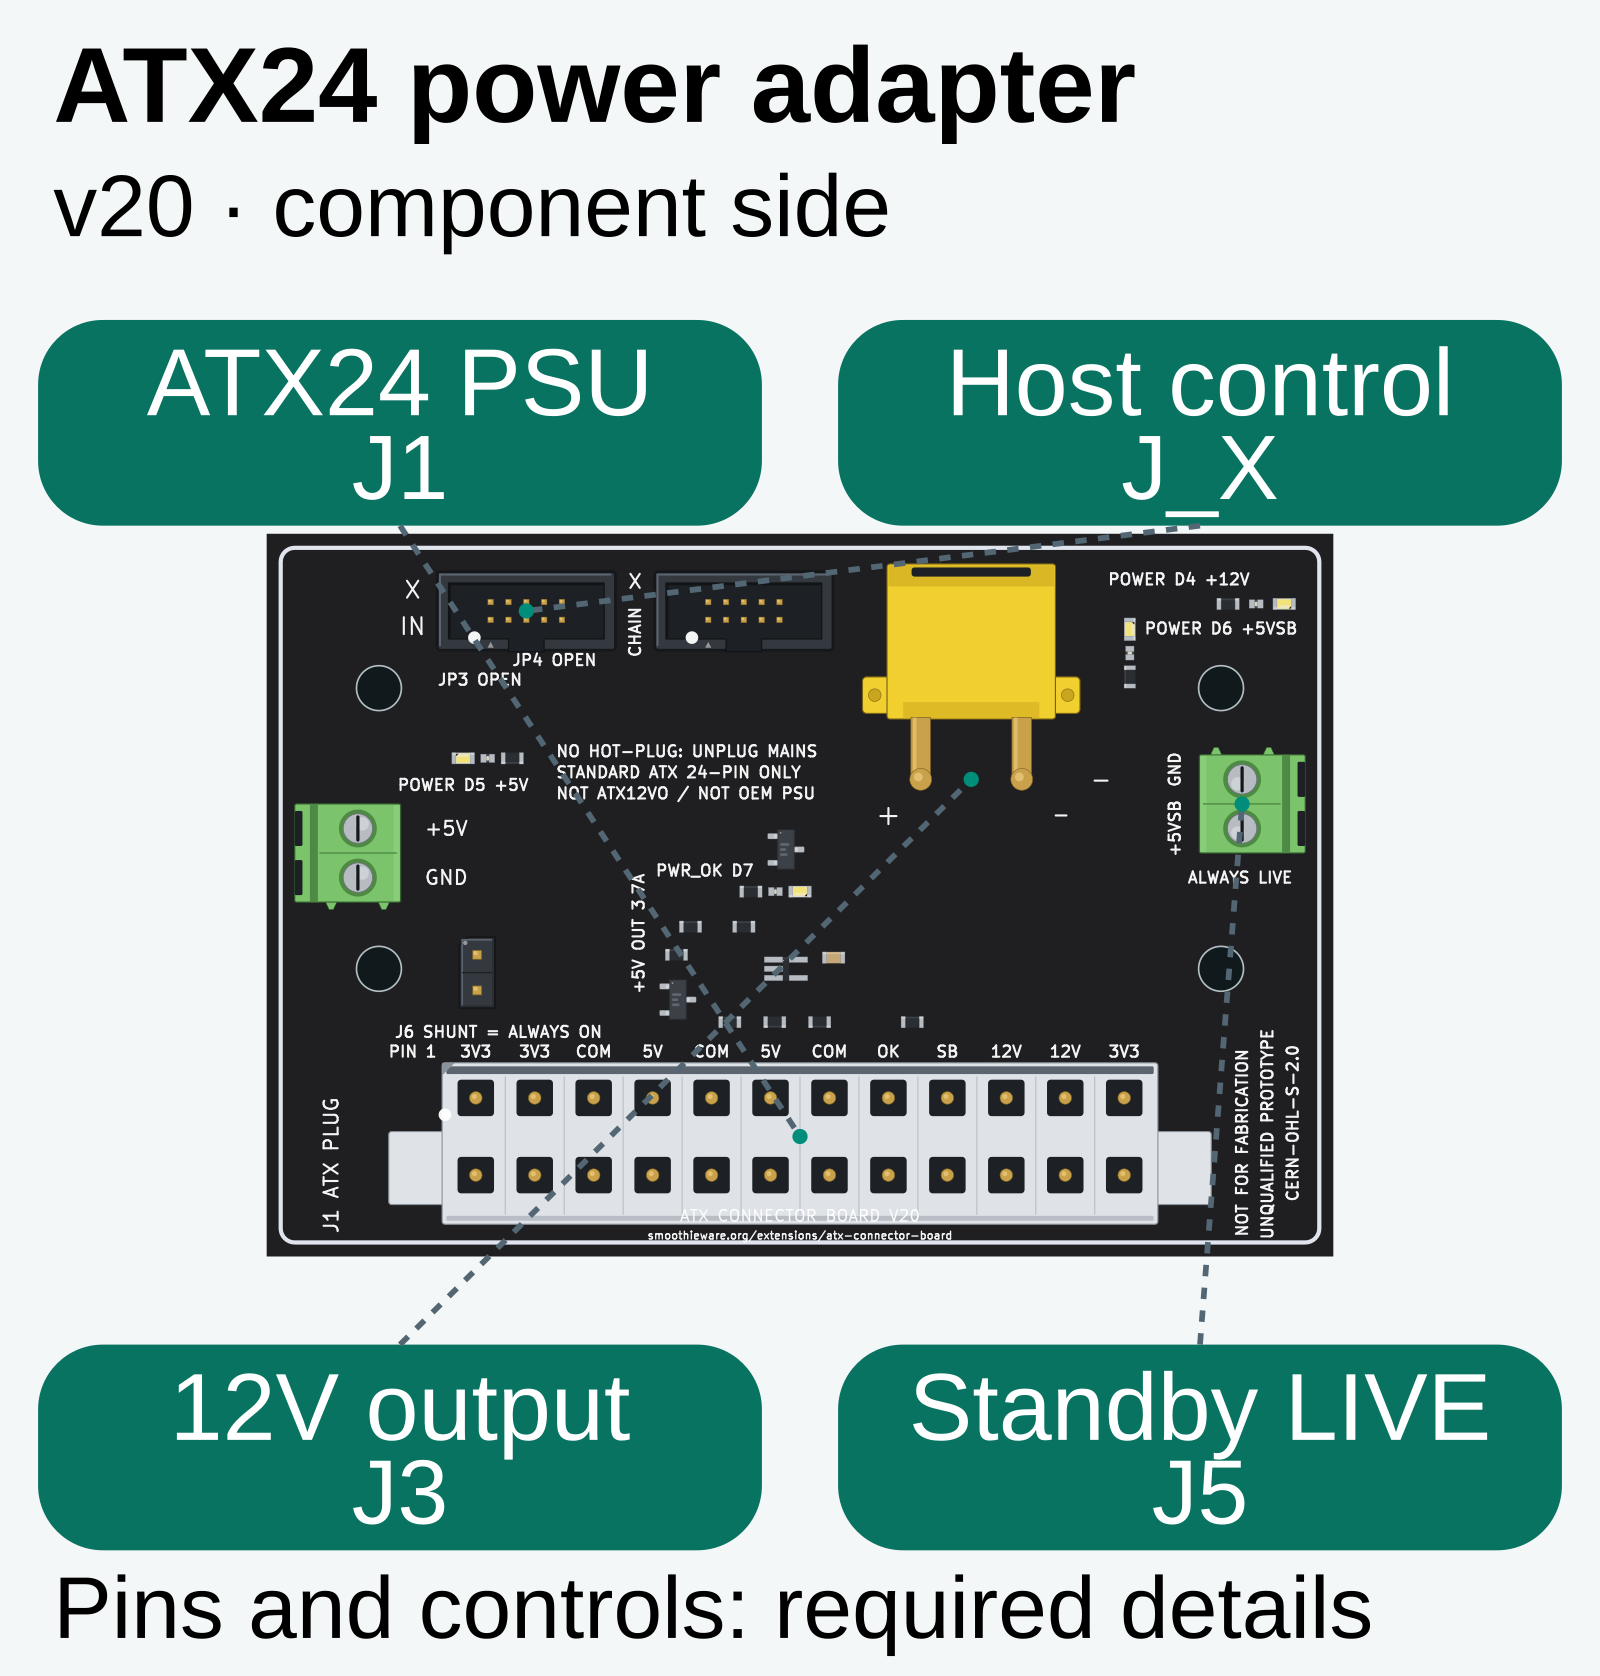 ATX24 power adapter
v20 · component side
ATX24 PSU
J1
Host control
J_X
X
IN
X
CHAIN
JP4 OPEN
JP3 OPEN
POWER D4 +12V
POWER D6 +5VSB
NO HOT-PLUG: UNPLUG MAINS
STANDARD ATX 24-PIN ONLY
NOT ATX12VO / NOT OEM PSU
POWER D5 +5V
+5V
GND
+ −
−
+5VSB GND
ALWAYS LIVE
PWR_OK D7
+5V OUT 3.7A
J6 SHUNT = ALWAYS ON
PIN 1 3V3 3V3 COM 5V COM 5V COM OK SB 12V 12V 3V3
J1 ATX PLUG
NOT FOR FABRICATION
UNQUALIFIED PROTOTYPE
CERN-OHL-S-2.0
ATX CONNECTOR BOARD V20
smoothieware.org/extensions/atx-connector-board
12V output
J3
Standby LIVE
J5
Pins and controls: required details